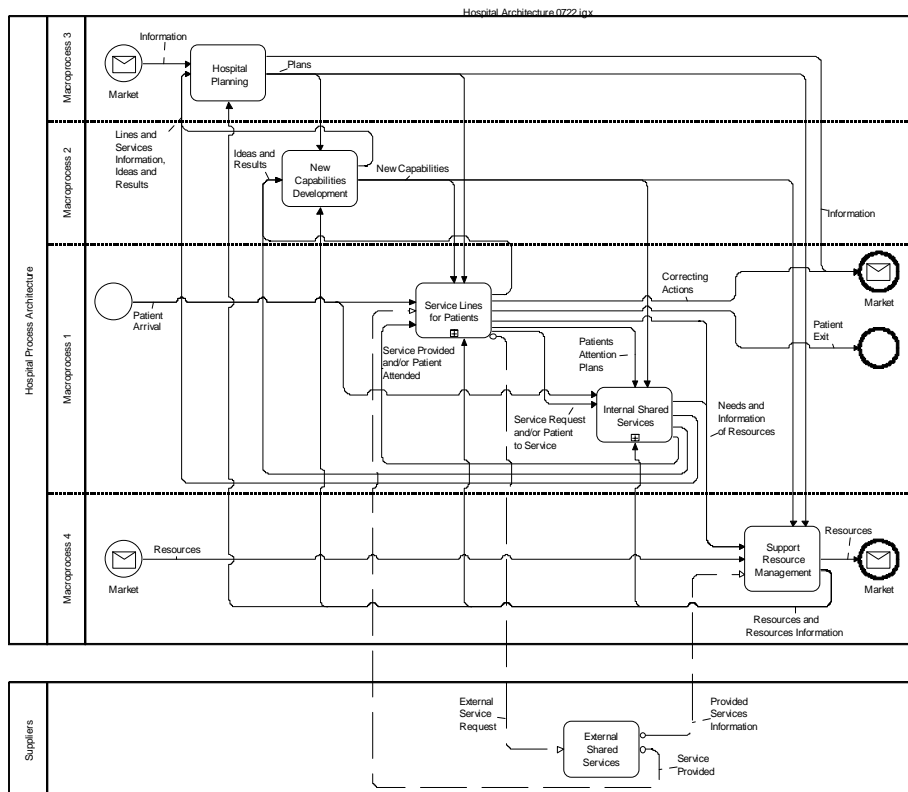 Hospital Architecture 0722.igx
Hospital Process Architecture
Macroprocess 3
Market
Information
Hospital
Planning
Plans
Lines and
Services
Information,
Ideas and
Results
Macroprocess 2
Ideas and
Results
New
Capabilities
Development
New Capabilities
Information
Macroprocess 1
Patient
Arrival
Service Lines
for Patients
Correcting
Actions
Market
Patient
Exit
Service Provided
and/or Patient
Attended
Patients
Attention
Plans
Service Request
and/or Patient
to Service
Internal Shared
Services
Needs and
Information
of Resources
Macroprocess 4
Market
Resources
Support
Resource
Management
Resources
Market
Resources and
Resources Information
Suppliers
External
Service
Request
External
Shared
Services
Provided
Services
Information
Service
Provided